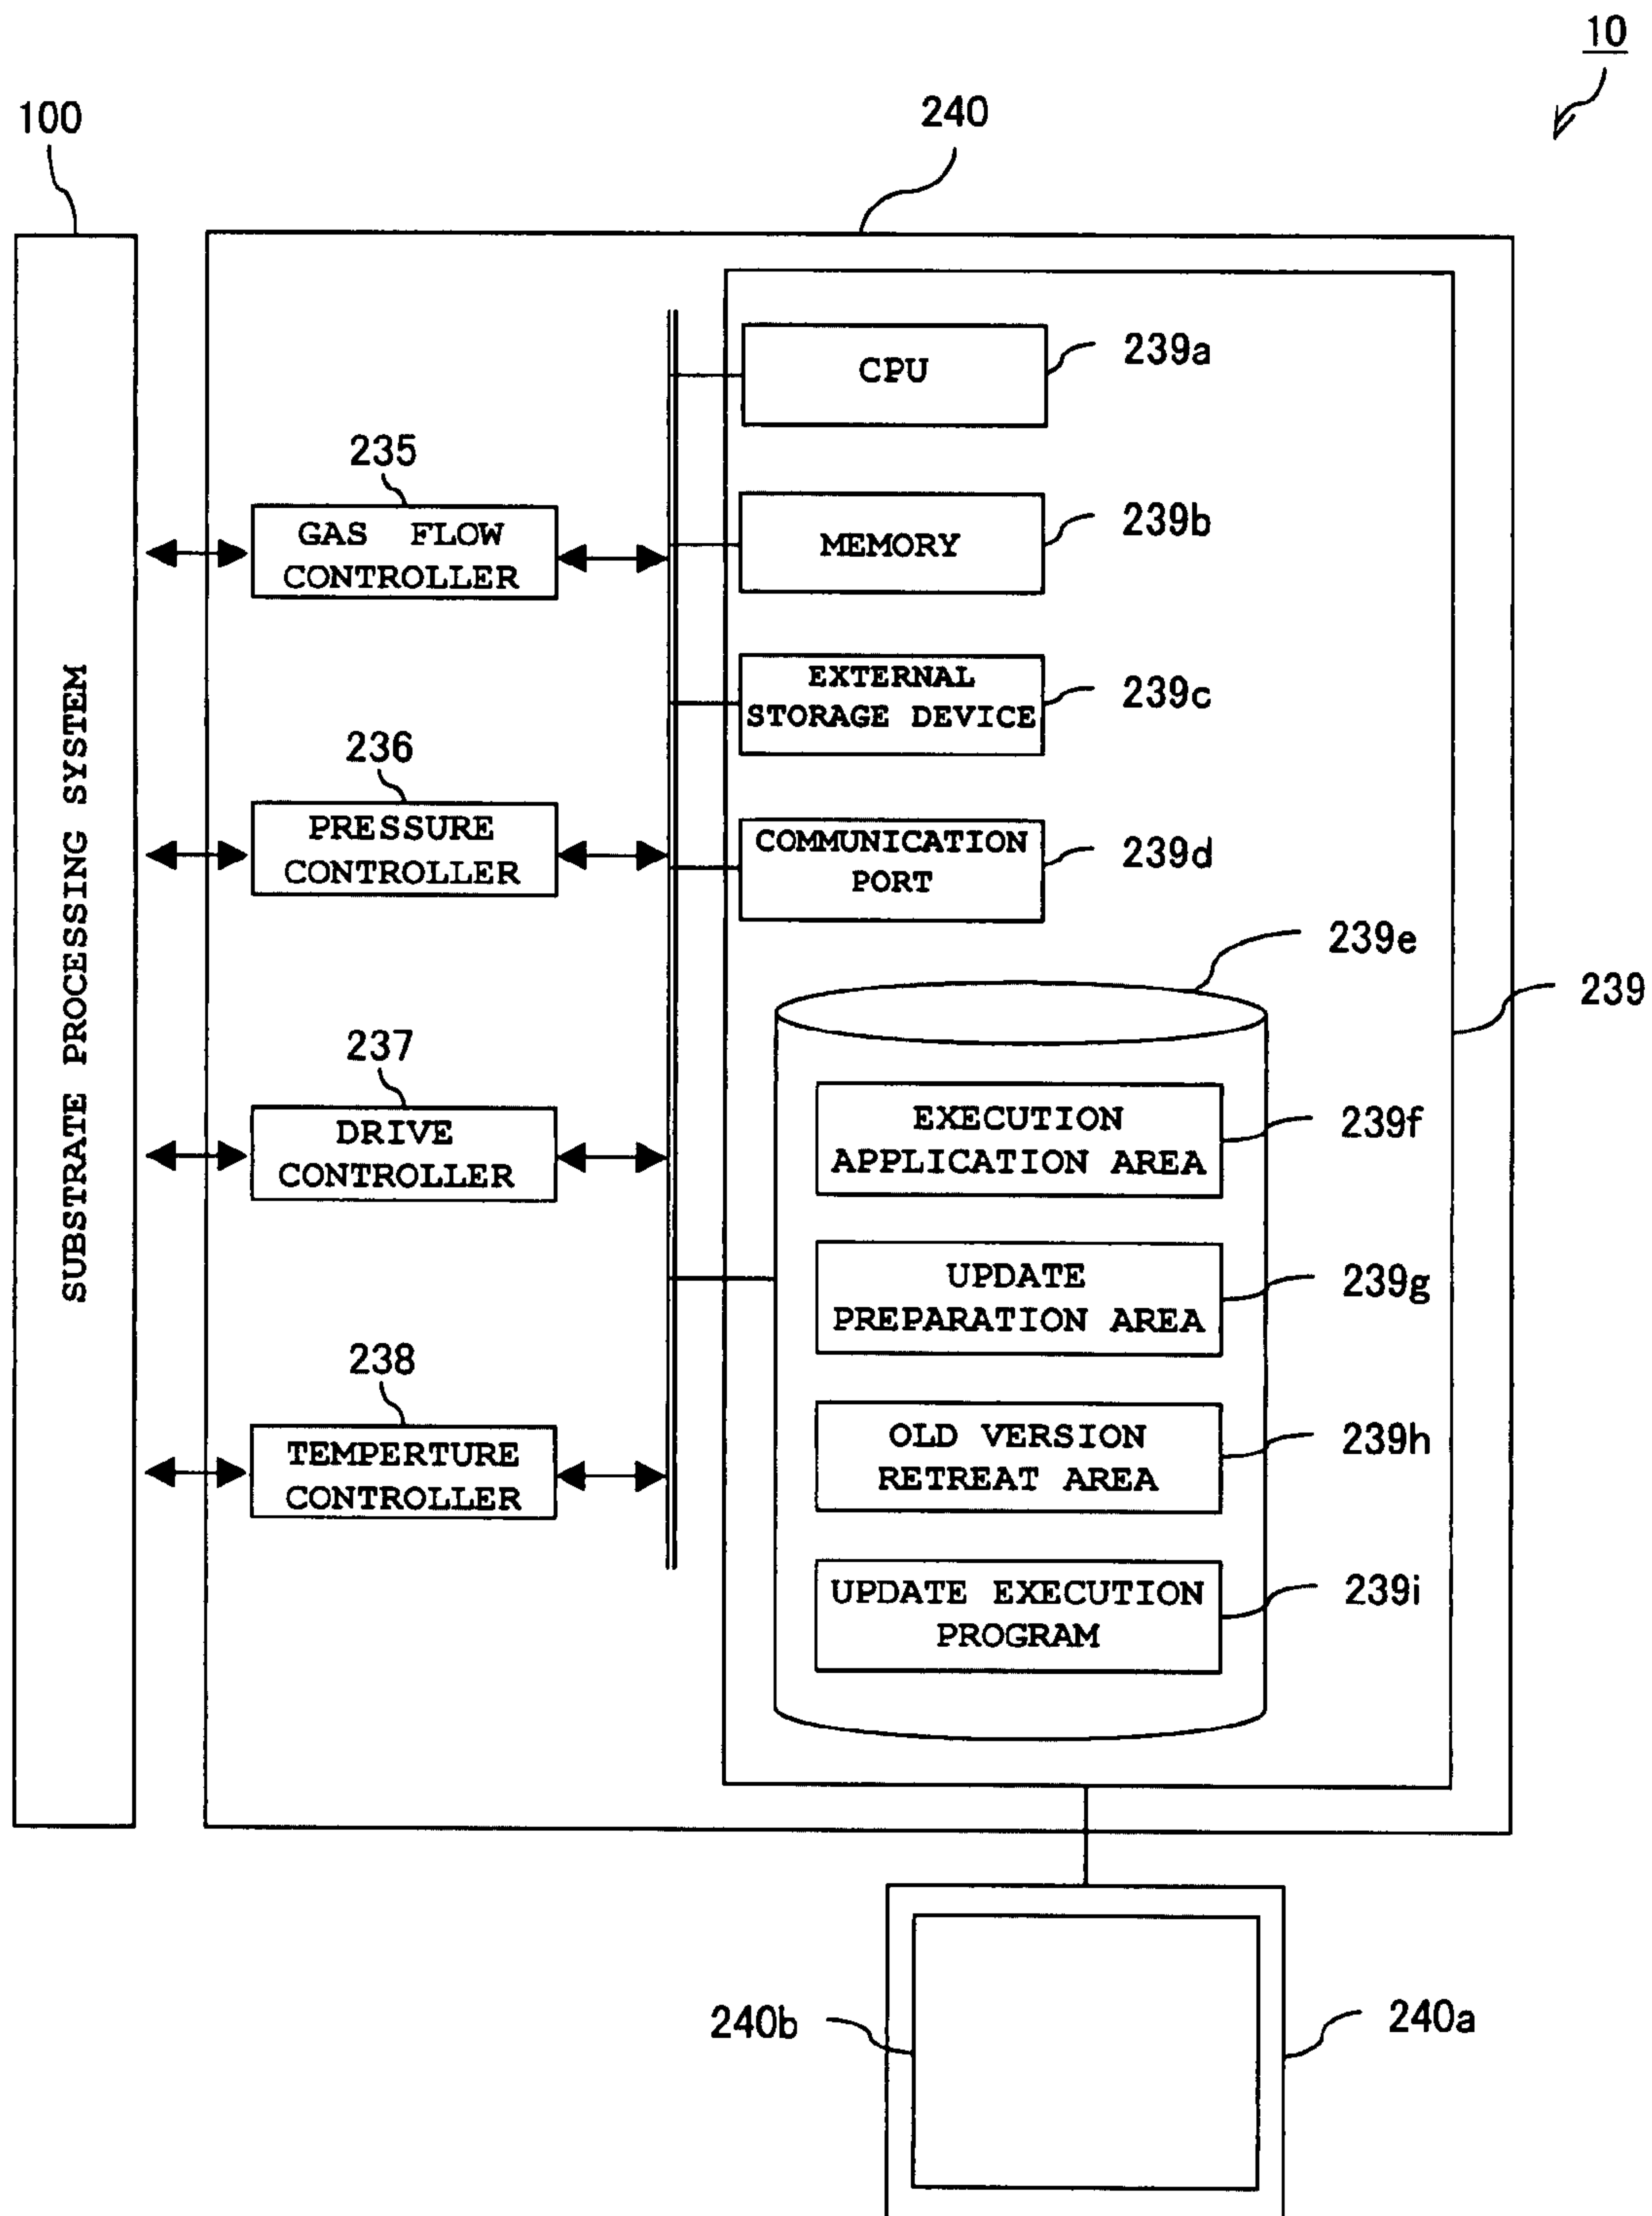 10
100
240
CPU
239a
235
GAS FLOW
CONTROLLER
MEMORY
239b
EXTERNAL
STORAGE DEVICE
239c
236
PRESSURE
CONTROLLER
COMMUNICATION
PORT
239d
239e
239
SUBSTRATE PROCESSING SYSTEM
237
DRIVE
CONTROLLER
EXECUTION
APPLICATION AREA
239f
UPDATE
PREPARATION AREA
239g
238
TEMPERTURE
CONTROLLER
OLD VERSION
RETREAT AREA
239h
UPDATE EXECUTION
PROGRAM
239i
240b
240a